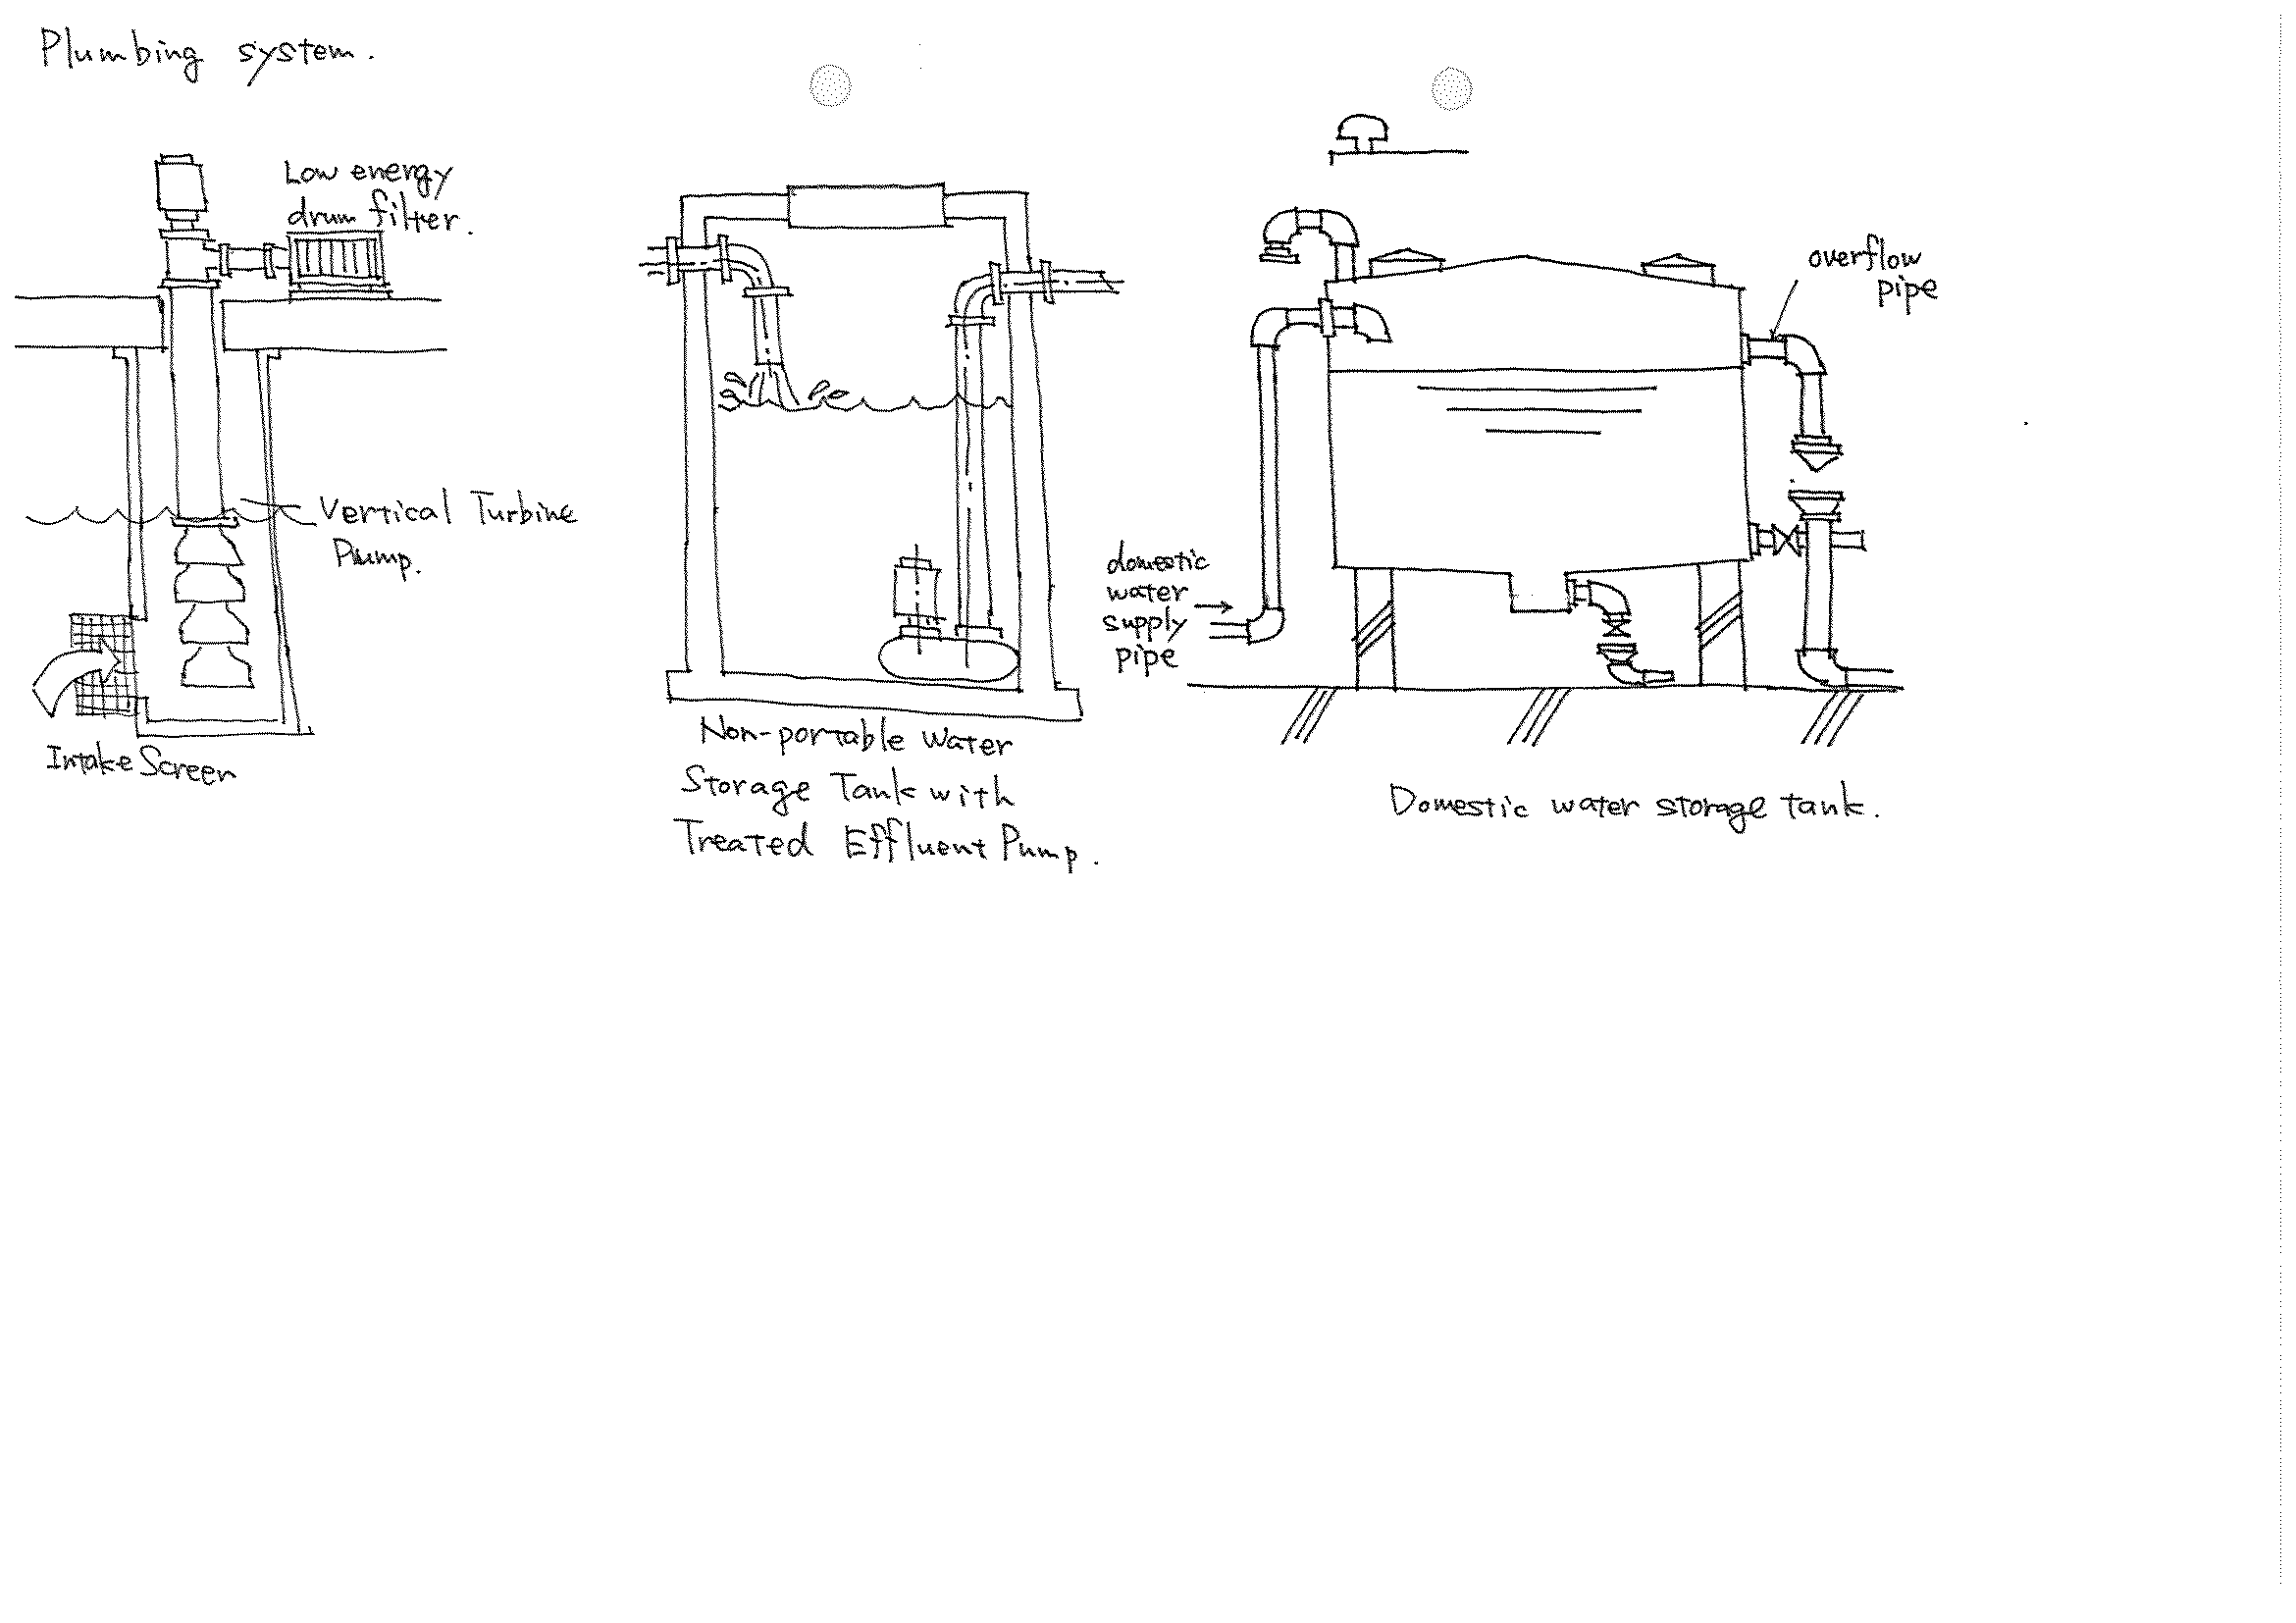 Plumbing system.
Low energy
drum filter.
Vertical Turbine
Pump.
Intake Screen
Non-portable Water
Storage Tank with
Treated Effluent Pump.
domestic
water
supply
pipe
overflow
pipe
Domestic water storage tank.